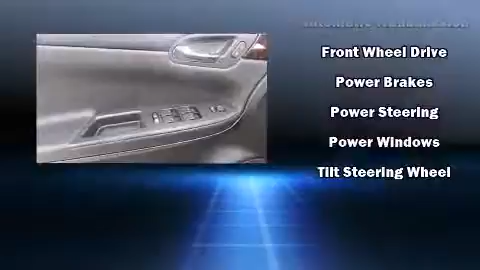 Front Wheel Drive
Power Brakes
Power Steering
Power Windows
Tilt Steering Wheel